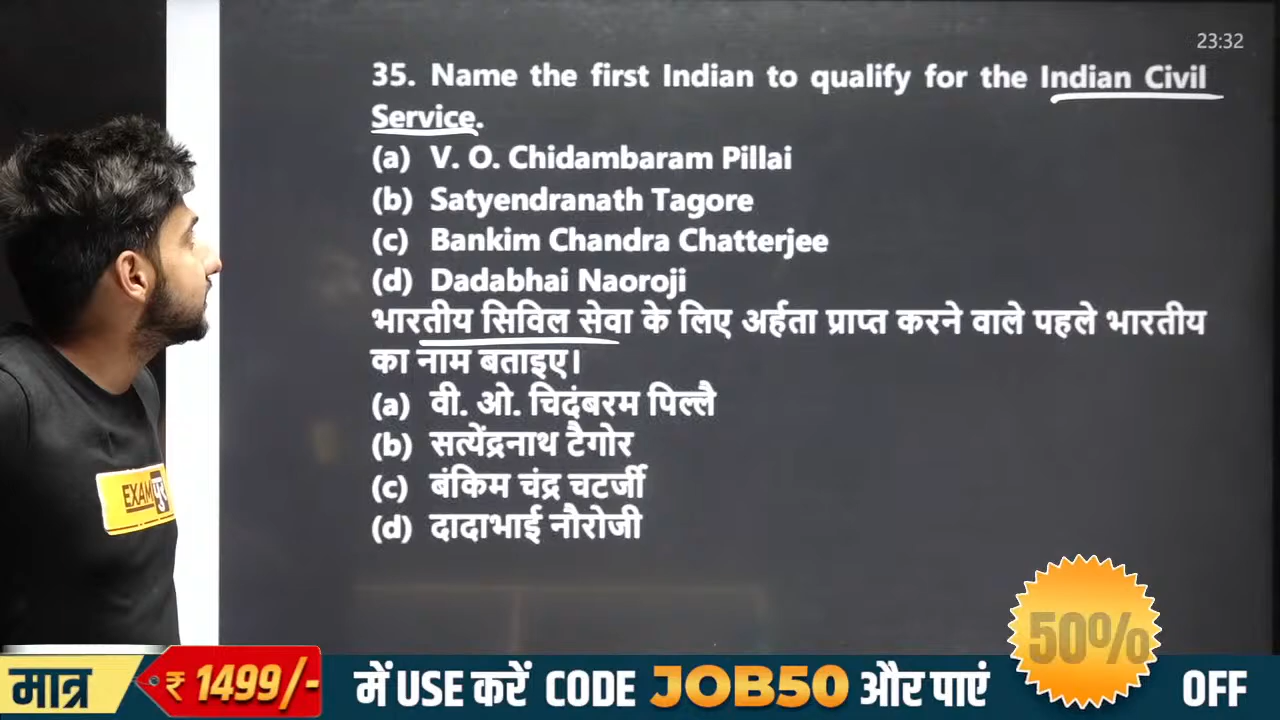 23:32
35. Name the first Indian to qualify for the Indian Civil
Service.
(a) V. O. Chidambaram Pillai
(b) Satyendranath Tagore
(c) Bankim Chandra Chatterjee
(d) Dadabhai Naoroji
भारतीय सिविल सेवा के लिए अर्हता प्राप्त करने वाले पहले भारतीय
का नाम बताइए।
(a) वी. ओ. चिदंबरम पिल्लै
(b) सत्येंद्रनाथ टैगोर
(c) बंकिम चंद्र चटर्जी
(d) दादाभाई नौरोजी
EXAM पुर
50%
मात्र ₹ 1499/- में USE करें CODE JOB50 और पाएं OFF